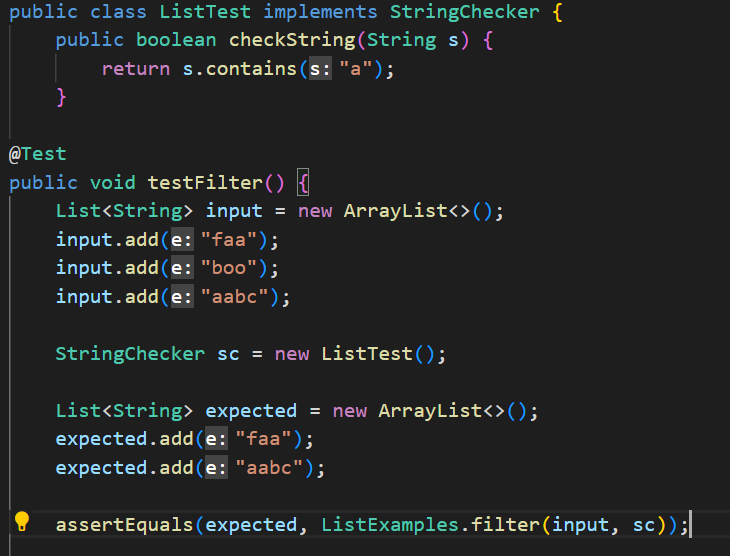 public class ListTest implements StringChecker {
    public boolean checkString(String s) {
        return s.contains(s: "a");
    }

@Test
public void testFilter() {
    List<String> input = new ArrayList<>();
    input.add(e: "faa");
    input.add(e: "boo");
    input.add(e: "aabc");

    StringChecker sc = new ListTest();

    List<String> expected = new ArrayList<>();
    expected.add(e: "faa");
    expected.add(e: "aabc");

    assertEquals(expected, ListExamples.filter(input, sc));